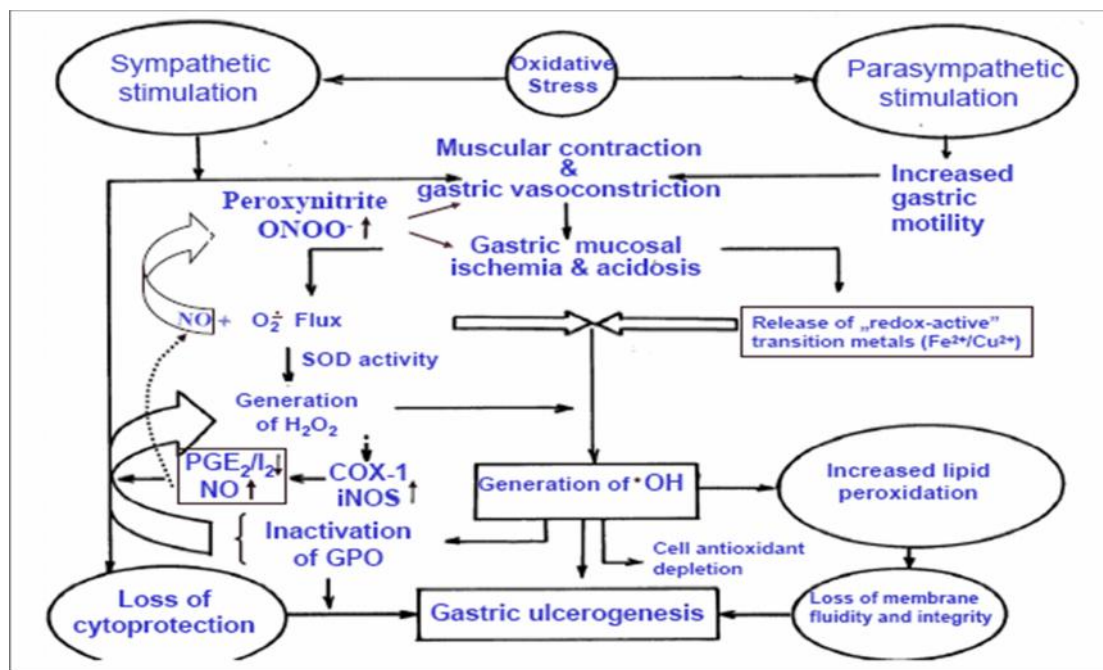 Sympathetic
stimulation
Oxidative
Stress
Parasympathetic
stimulation
Muscular contraction
&
gastric vasoconstriction
Increased
gastric
motility
Peroxynitrite
ONOO⁻ ↑
Gastric mucosal
ischemia & acidosis
NO + O₂∸ Flux
Release of „redox-active”
transition metals (Fe²⁺/Cu²⁺)
SOD activity
Generation
of H₂O₂
PGE₂/I₂↓
NO ↑
COX-1
iNOS ↑
Generation of •OH
Increased lipid
peroxidation
Inactivation
of GPO
Cell antioxidant
depletion
Loss of
cytoprotection
Gastric ulcerogenesis
Loss of membrane
fluidity and integrity